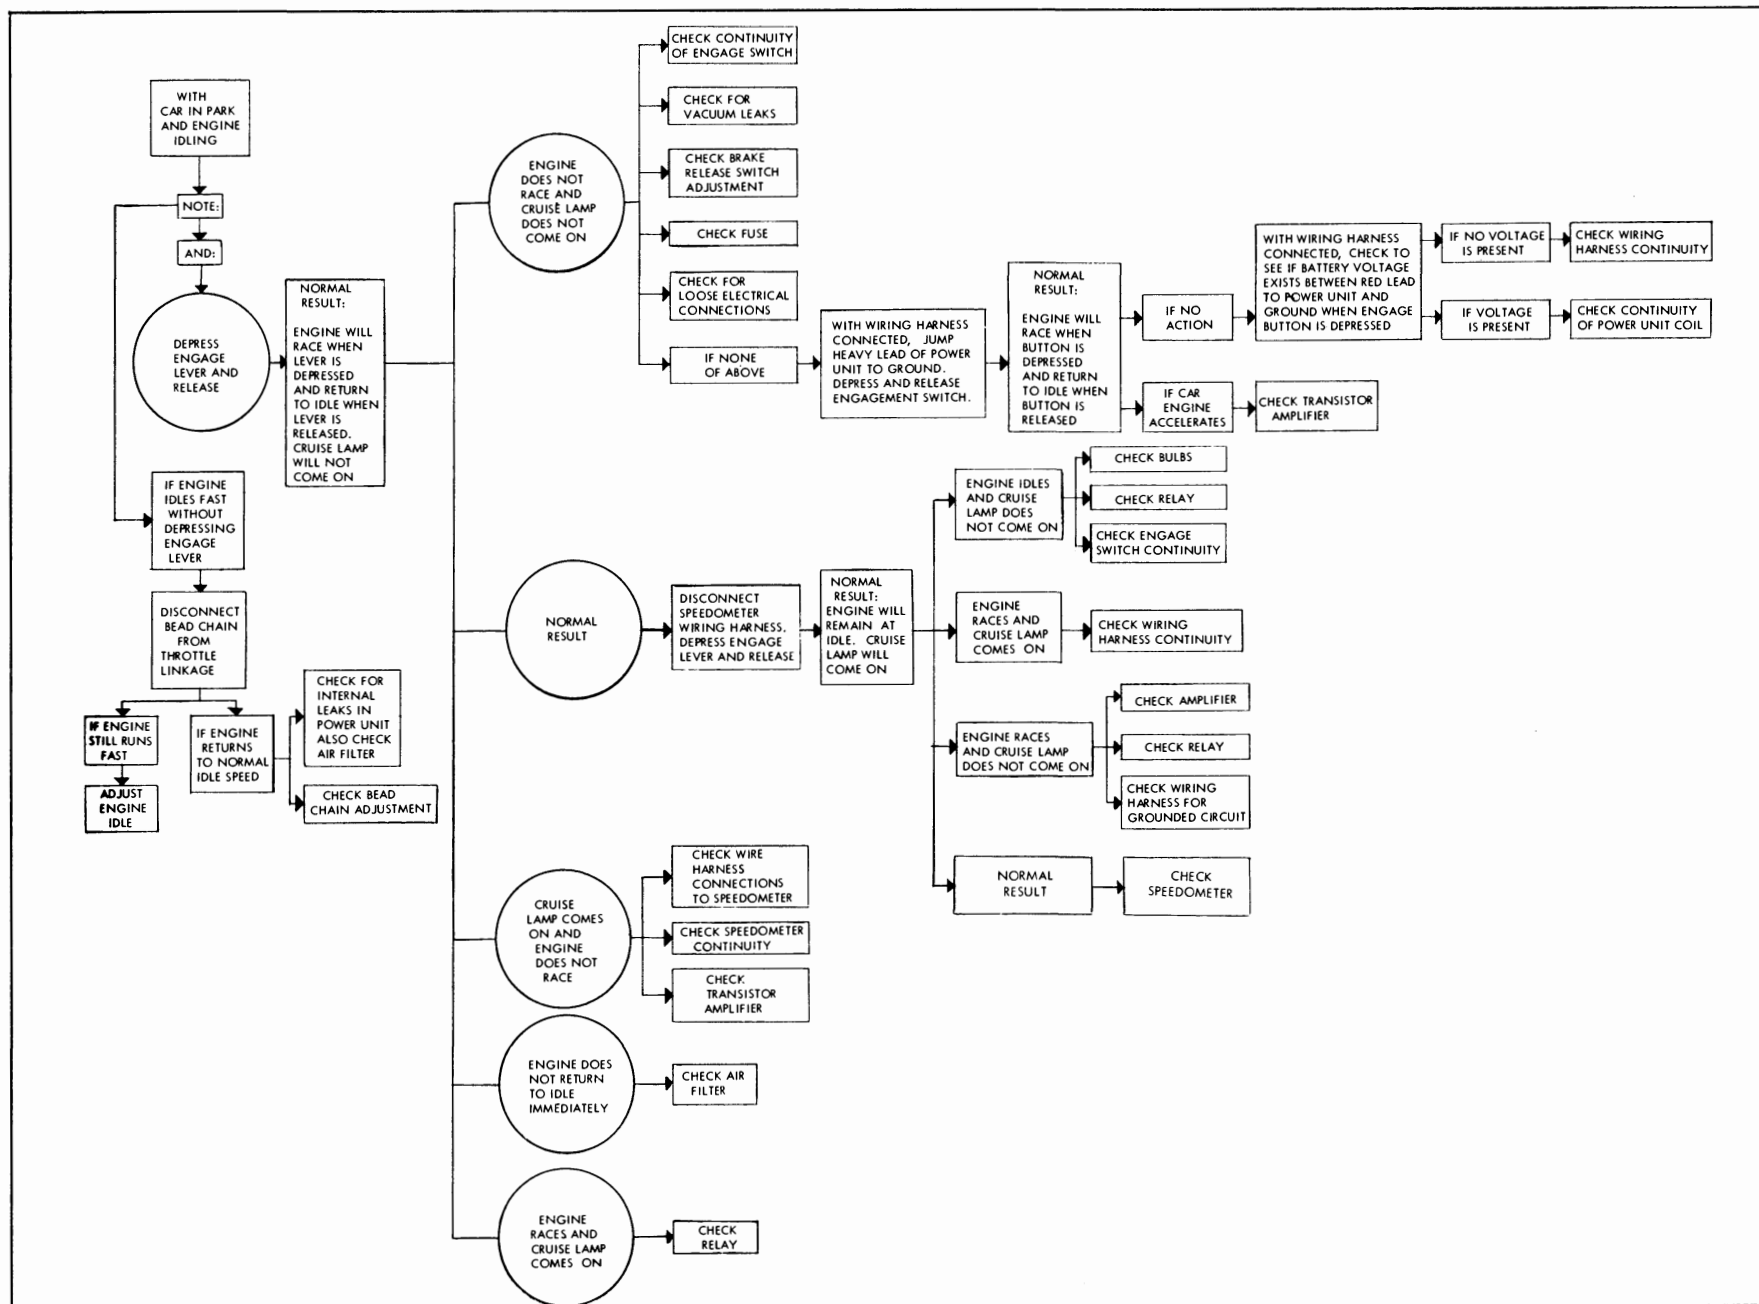 WITH
CAR IN PARK
AND ENGINE
IDLING
NOTE:
AND:
DEPRESS
ENGAGE
LEVER AND
RELEASE
NORMAL
RESULT:
ENGINE WILL
RACE WHEN
LEVER IS
DEPRESSED
AND RETURN
TO IDLE WHEN
LEVER IS
RELEASED.
CRUISE LAMP
WILL NOT
COME ON
IF ENGINE
IDLES FAST
WITHOUT
DEPRESSING
ENGAGE
LEVER
DISCONNECT
BEAD CHAIN
FROM
THROTTLE
LINKAGE
IF ENGINE
STILL RUNS
FAST
ADJUST
ENGINE
IDLE
IF ENGINE
RETURNS
TO NORMAL
IDLE SPEED
CHECK FOR
INTERNAL
LEAKS IN
POWER UNIT
ALSO CHECK
AIR FILTER
CHECK BEAD
CHAIN ADJUSTMENT
ENGINE
DOES NOT
RACE AND
CRUISE LAMP
DOES NOT
COME ON
CHECK CONTINUITY
OF ENGAGE SWITCH
CHECK FOR
VACUUM LEAKS
CHECK BRAKE
RELEASE SWITCH
ADJUSTMENT
CHECK FUSE
CHECK FOR
LOOSE ELECTRICAL
CONNECTIONS
IF NONE
OF ABOVE
WITH WIRING HARNESS
CONNECTED, JUMP
HEAVY LEAD OF POWER
UNIT TO GROUND.
DEPRESS AND RELEASE
ENGAGEMENT SWITCH.
NORMAL
RESULT:
ENGINE WILL
RACE WHEN
BUTTON IS
DEPRESSED
AND RETURN
TO IDLE WHEN
BUTTON IS
RELEASED
IF NO
ACTION
WITH WIRING HARNESS
CONNECTED, CHECK TO
SEE IF BATTERY VOLTAGE
EXISTS BETWEEN RED LEAD
TO POWER UNIT AND
GROUND WHEN ENGAGE
BUTTON IS DEPRESSED
IF NO VOLTAGE
IS PRESENT
CHECK WIRING
HARNESS CONTINUITY
IF VOLTAGE
IS PRESENT
CHECK CONTINUITY
OF POWER UNIT COIL
IF CAR
ENGINE
ACCELERATES
CHECK TRANSISTOR
AMPLIFIER
NORMAL
RESULT
DISCONNECT
SPEEDOMETER
WIRING HARNESS.
DEPRESS ENGAGE
LEVER AND RELEASE
NORMAL
RESULT:
ENGINE WILL
REMAIN AT
IDLE. CRUISE
LAMP WILL
COME ON
ENGINE IDLES
AND CRUISE
LAMP DOES
NOT COME ON
CHECK BULBS
CHECK RELAY
CHECK ENGAGE
SWITCH CONTINUITY
ENGINE
RACES AND
CRUISE LAMP
COMES ON
CHECK WIRING
HARNESS CONTINUITY
ENGINE RACES
AND CRUISE LAMP
DOES NOT COME ON
CHECK AMPLIFIER
CHECK RELAY
CHECK WIRING
HARNESS FOR
GROUNDED CIRCUIT
NORMAL
RESULT
CHECK
SPEEDOMETER
CRUISE
LAMP COMES
ON AND
ENGINE
DOES NOT
RACE
CHECK WIRE
HARNESS
CONNECTIONS
TO SPEEDOMETER
CHECK SPEEDOMETER
CONTINUITY
CHECK
TRANSISTOR
AMPLIFIER
ENGINE DOES
NOT RETURN
TO IDLE
IMMEDIATELY
CHECK AIR
FILTER
ENGINE
RACES AND
CRUISE LAMP
COMES ON
CHECK
RELAY